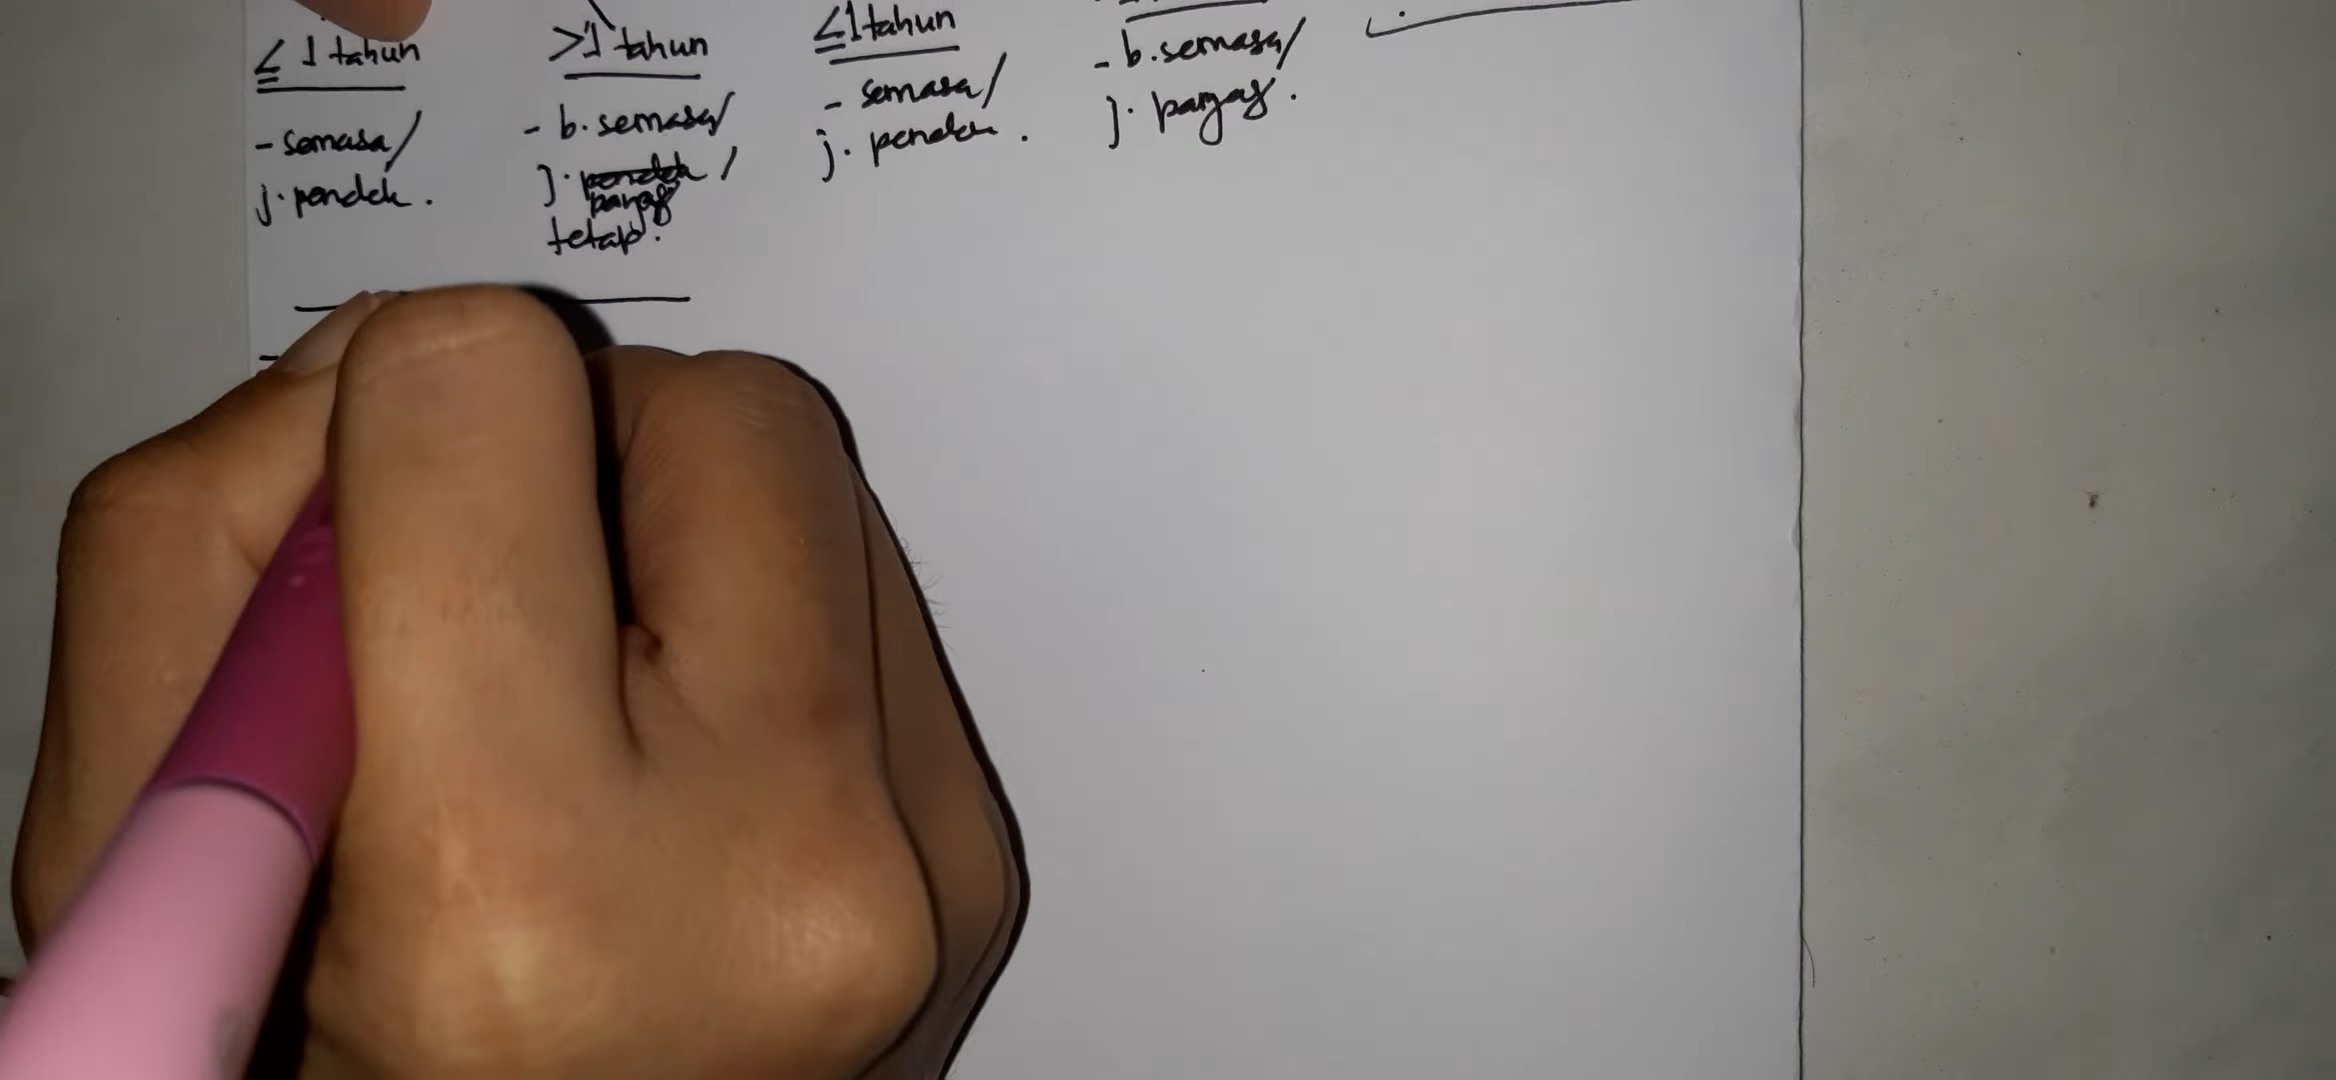 ≤ 1 tahun
- semasa/
j. pendek.
>1 tahun
- b. semasa/
j. pendek /
panjang
tetap.
≤1 tahun
- semasa/
j. pendek.
- b. semasa/
j. panjang.